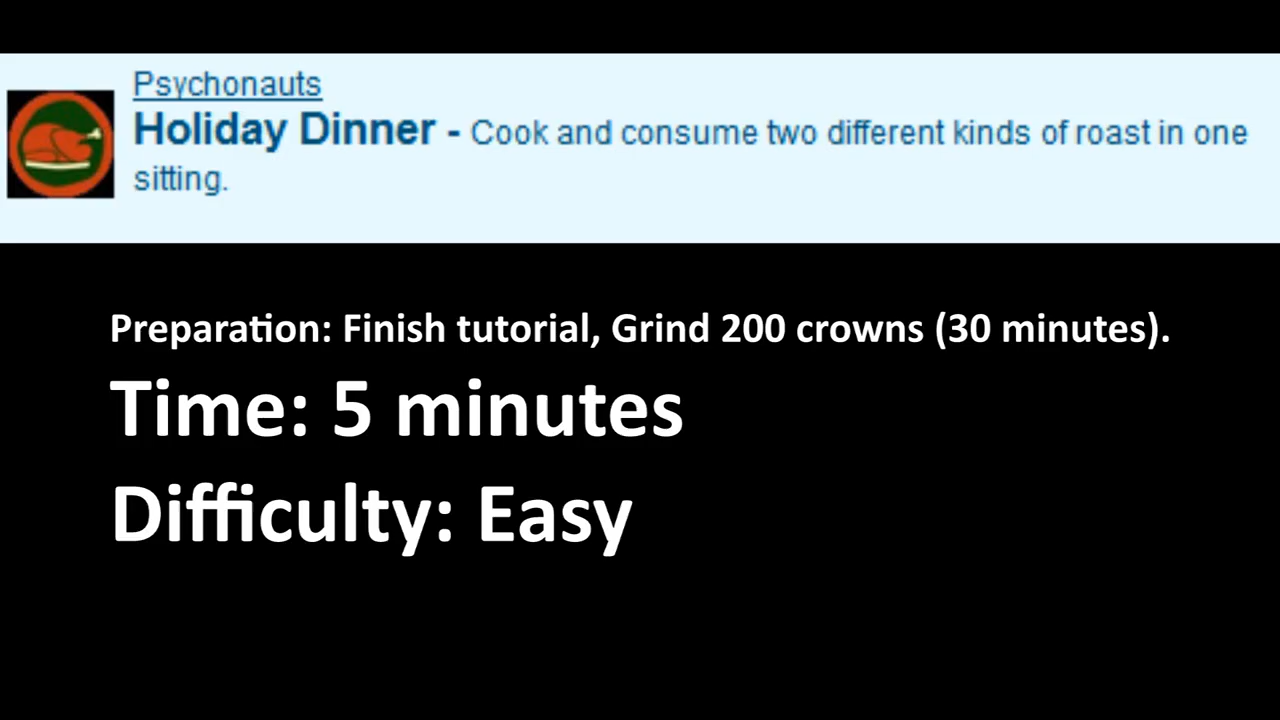 Psychonauts
Holiday Dinner - Cook and consume two different kinds of roast in one
sitting.
Preparation: Finish tutorial, Grind 200 crowns (30 minutes).
Time: 5 minutes
Difficulty: Easy